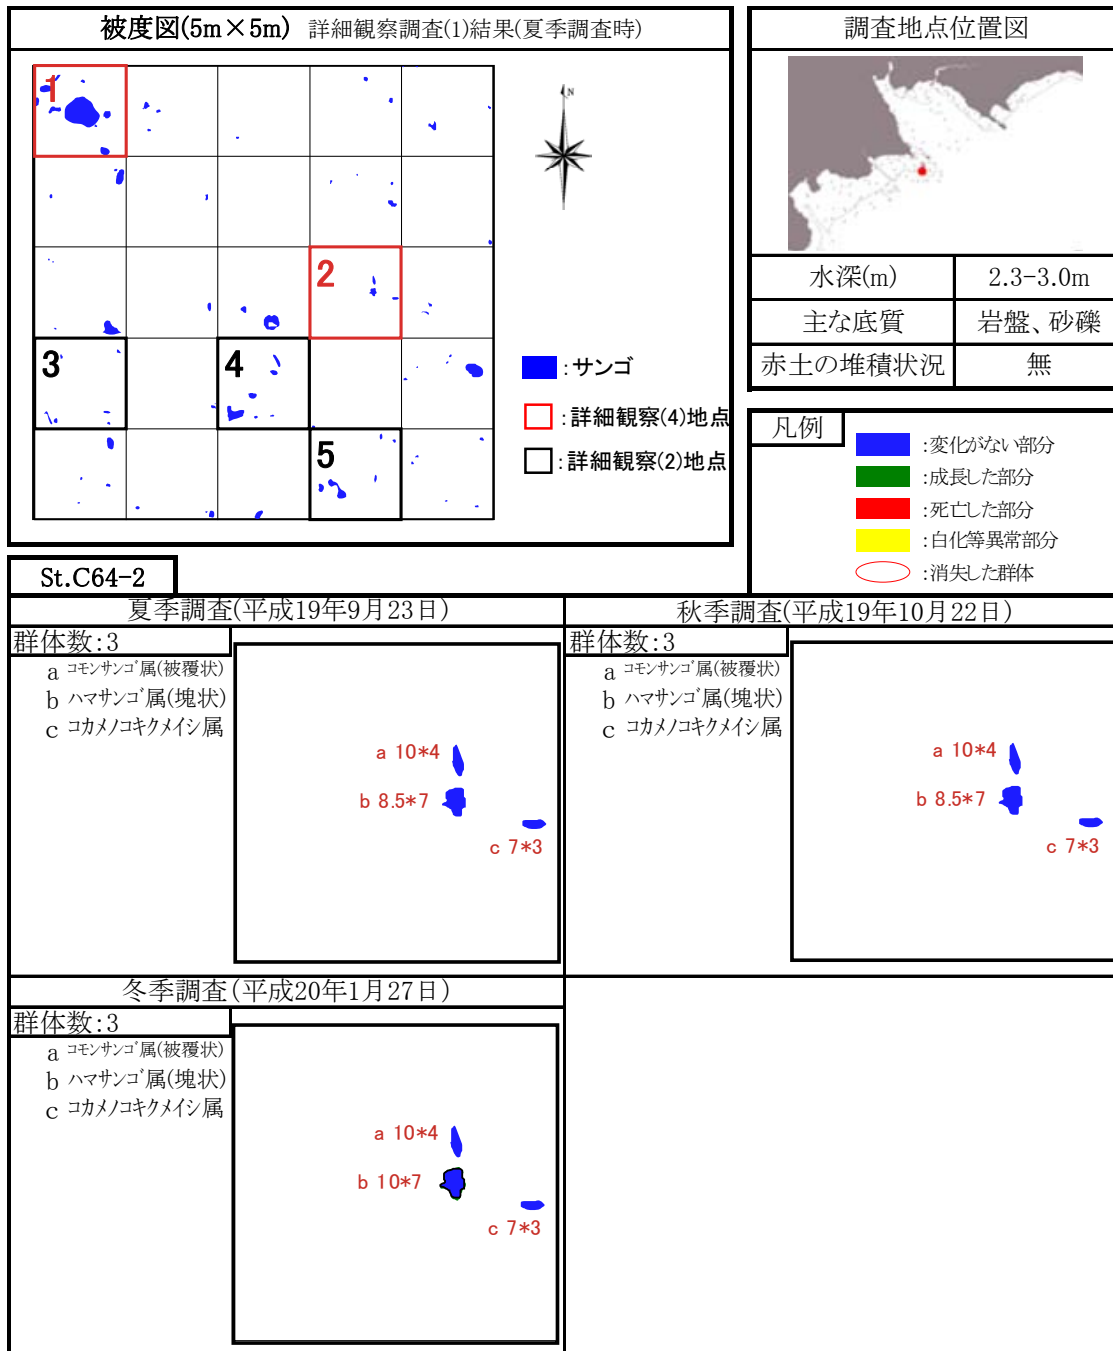 被度図(5m×5m) 詳細観察調査(1)結果(夏季調査時)
1
2
3
4
5
N
:サンゴ
:詳細観察(4)地点
:詳細観察(2)地点
調査地点位置図
水深(m) 2.3-3.0m
主な底質 岩盤、砂礫
赤土の堆積状況 無
凡例
:変化がない部分
:成長した部分
:死亡した部分
:白化等異常部分
:消失した群体
St.C64-2
夏季調査(平成19年9月23日)
群体数:3
a コモンサンゴ属(被覆状)
b ハマサンゴ属(塊状)
c コカメノコキクメイシ属
a 10*4
b 8.5*7
c 7*3
秋季調査(平成19年10月22日)
群体数:3
a コモンサンゴ属(被覆状)
b ハマサンゴ属(塊状)
c コカメノコキクメイシ属
a 10*4
b 8.5*7
c 7*3
冬季調査(平成20年1月27日)
群体数:3
a コモンサンゴ属(被覆状)
b ハマサンゴ属(塊状)
c コカメノコキクメイシ属
a 10*4
b 10*7
c 7*3